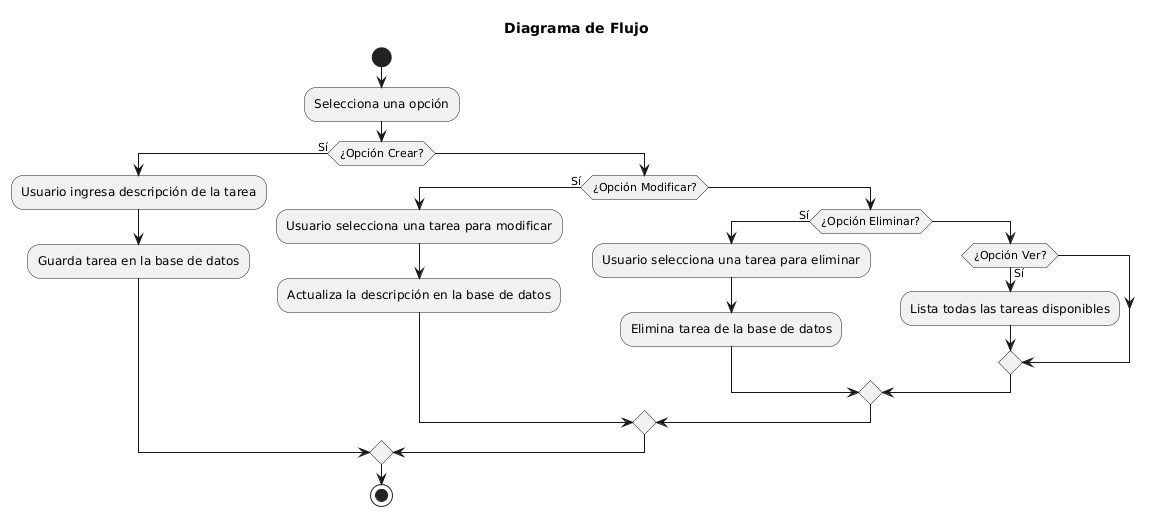 Diagrama de Flujo
Selecciona una opción
¿Opción Crear?
Sí
Usuario ingresa descripción de la tarea
Guarda tarea en la base de datos
¿Opción Modificar?
Sí
Usuario selecciona una tarea para modificar
Actualiza la descripción en la base de datos
¿Opción Eliminar?
Sí
Usuario selecciona una tarea para eliminar
Elimina tarea de la base de datos
¿Opción Ver?
Sí
Lista todas las tareas disponibles